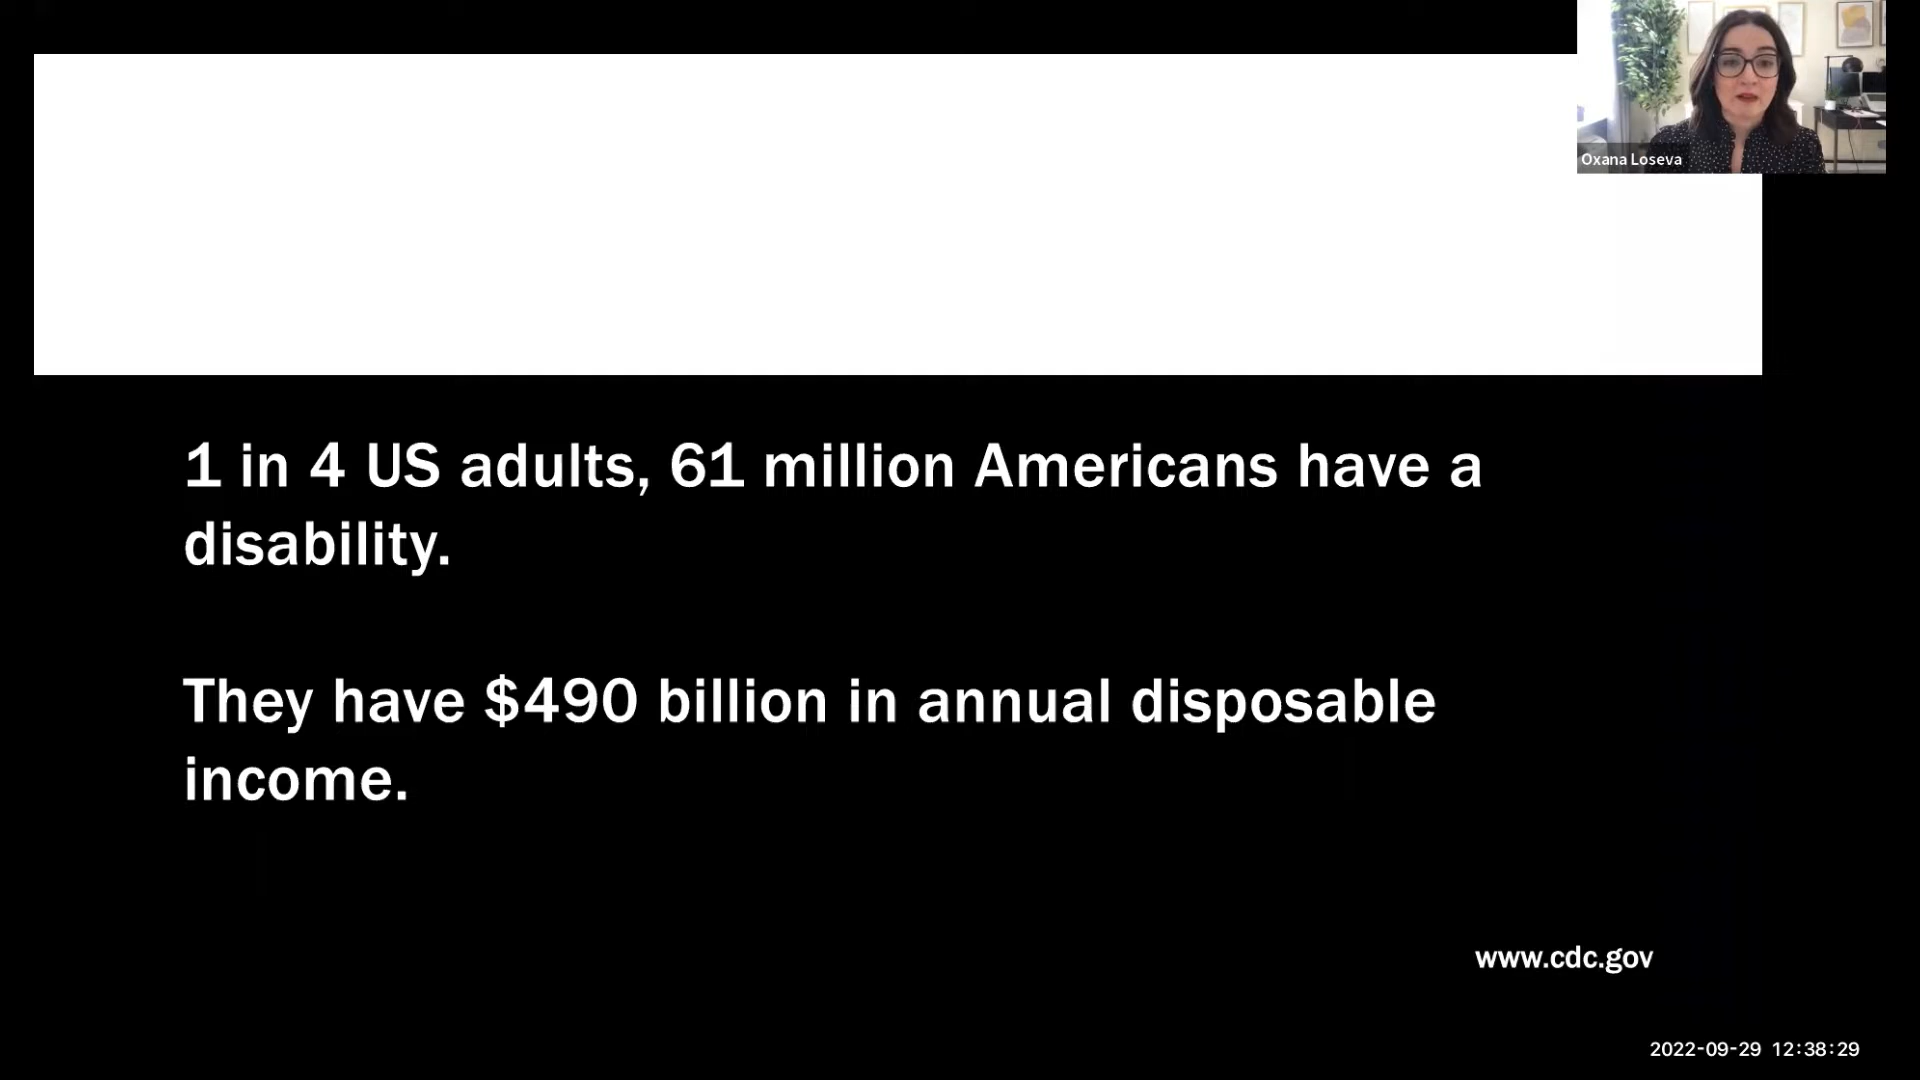 Oxana Loseva
1 in 4 US adults, 61 million Americans have a
disability.
They have $490 billion in annual disposable
income.
www.cdc.gov
2022-09-29 12:38:29